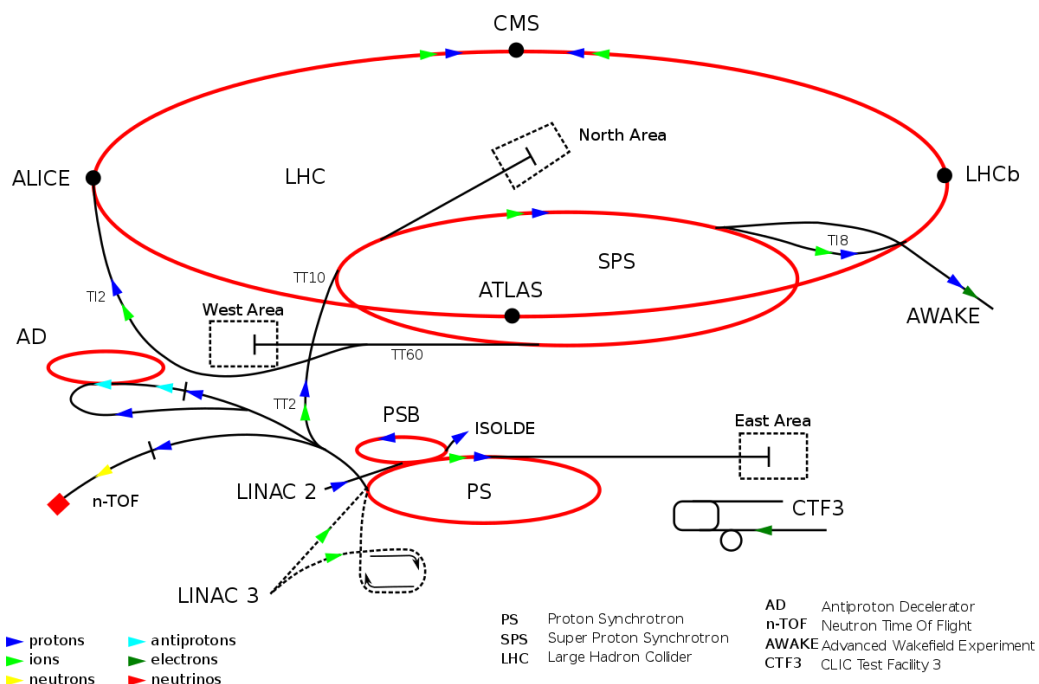 CMS
North Area
ALICE
LHC
LHCb
TI8
SPS
TT10
ATLAS
TI2
West Area
AWAKE
AD
TT60
TT2
PSB
East Area
ISOLDE
LINAC 2
PS
n-TOF
CTF3
LINAC 3
protons
ions
neutrons
antiprotons
electrons
neutrinos
PS Proton Synchrotron
SPS Super Proton Synchrotron
LHC Large Hadron Collider
AD Antiproton Decelerator
n-TOF Neutron Time Of Flight
AWAKE Advanced Wakefield Experiment
CTF3 CLIC Test Facility 3